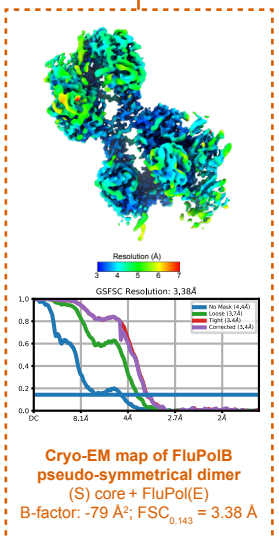 Resolution (Å)
3 4 5 6 7
GSFSC Resolution: 3.38Å
1.0
0.8
0.6
0.4
0.2
0.0
No Mask (4.4Å)
Loose (3.7Å)
Tight (3.4Å)
Corrected (3.4Å)
DC 8.1Å 4Å 2.7Å 2Å
Cryo-EM map of FluPolB
pseudo-symmetrical dimer
(S) core + FluPol(E)
B-factor: -79 Å²; FSC₀.₁₄₃ = 3.38 Å